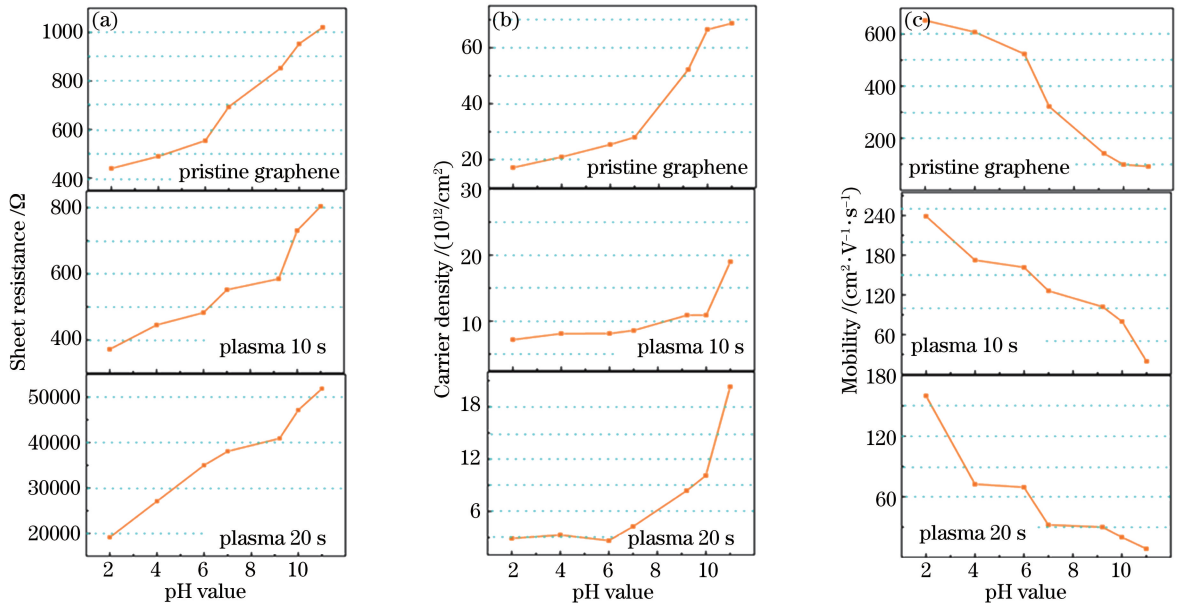 (a)
1000
800
600
400
pristine graphene
800
600
400
plasma 10 s
50000
40000
30000
20000
plasma 20 s
2 4 6 8 10
pH value
Sheet resistance /Ω
(b)
60
40
20
pristine graphene
30
20
10
plasma 10 s
18
12
6
plasma 20 s
2 4 6 8 10
pH value
Carrier density /(10¹²/cm²)
(c)
600
400
200
pristine graphene
240
180
120
60
plasma 10 s
180
120
60
plasma 20 s
2 4 6 8 10
pH value
Mobility /(cm²·V⁻¹·s⁻¹)